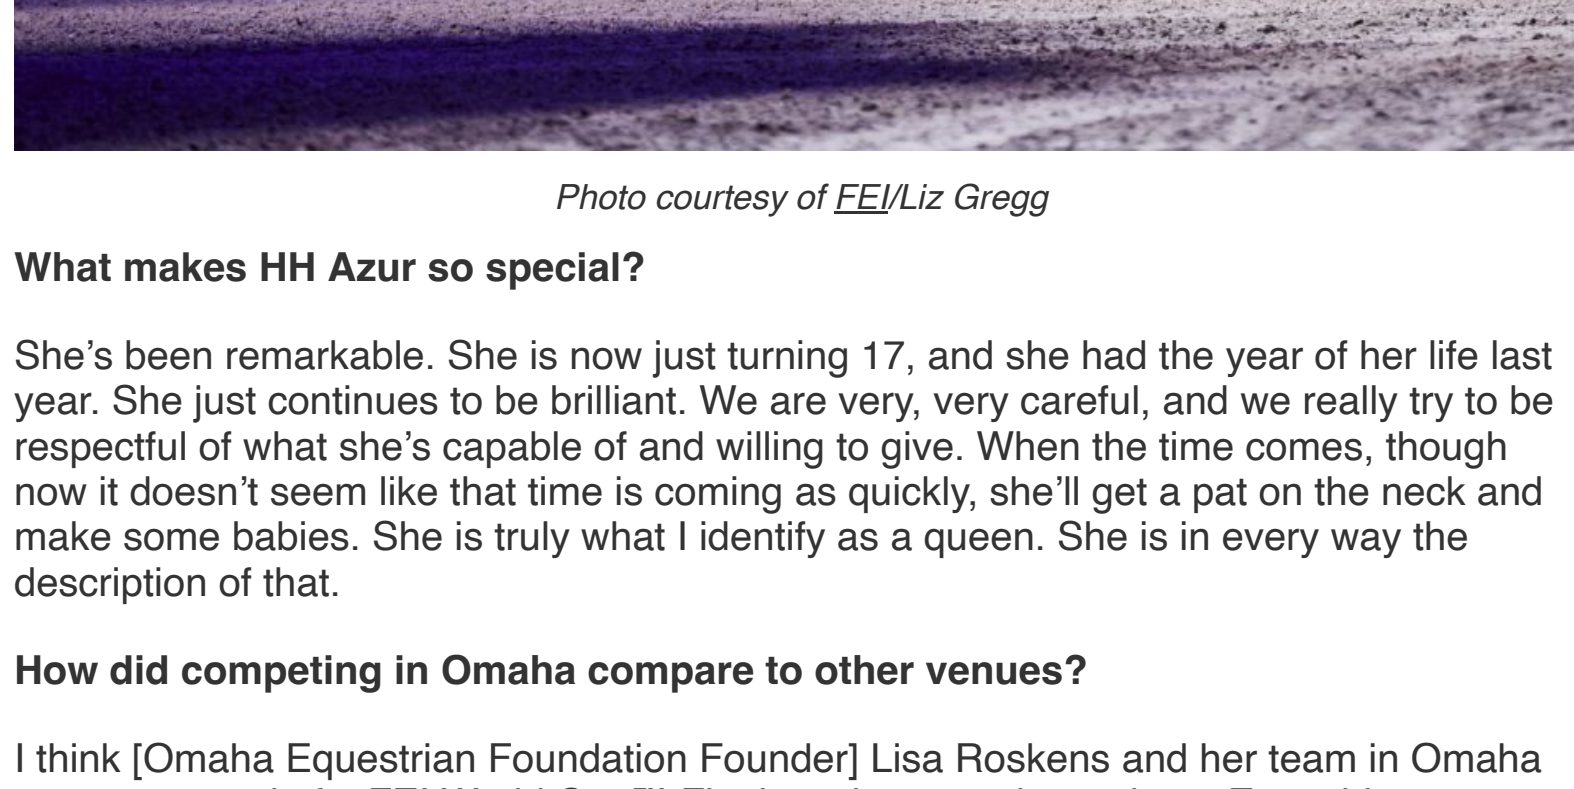 Photo courtesy of FEI/Liz Gregg
What makes HH Azur so special?
She’s been remarkable. She is now just turning 17, and she had the year of her life last
year. She just continues to be brilliant. We are very, very careful, and we really try to be
respectful of what she’s capable of and willing to give. When the time comes, though
now it doesn’t seem like that time is coming as quickly, she’ll get a pat on the neck and
make some babies. She is truly what I identify as a queen. She is in every way the
description of that.
How did competing in Omaha compare to other venues?
I think [Omaha Equestrian Foundation Founder] Lisa Roskens and her team in Omaha